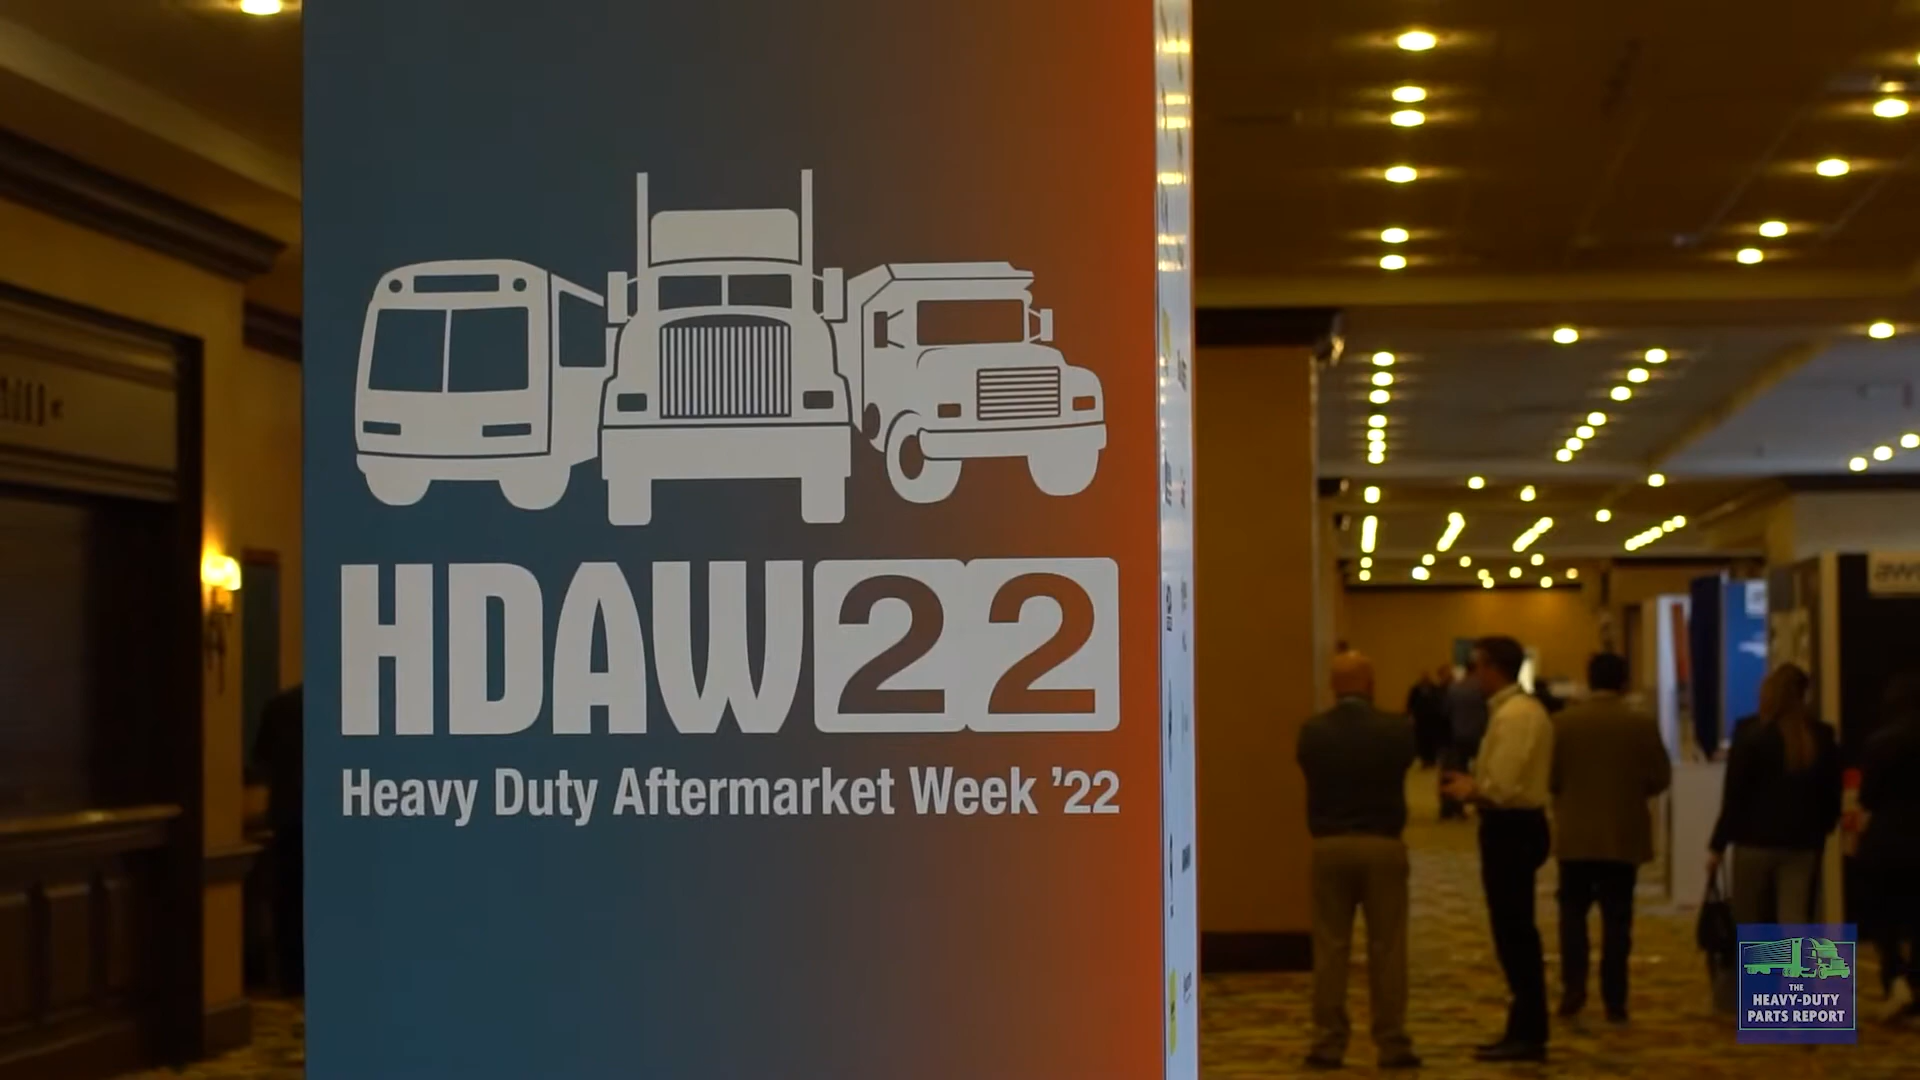 HDAW22
Heavy Duty Aftermarket Week ’22
THE
HEAVY-DUTY
PARTS REPORT